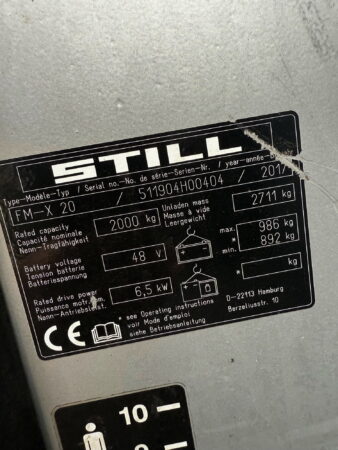 STILL
Type-Modèle-Typ / Serial no.-No. de série-Serien-Nr. / year-année-
FM-X 20 / 511904H00404 / 201
Rated capacity
Capacité nominale
Nenn-Tragfähigkeit
2000 kg
Unladen mass
Masse à vide
Leergewicht
2711 kg
Battery voltage
Tension batterie
Batteriespannung
48 V
max. 986 kg
* min. 892 kg
Rated drive power
Puissance motr.nom.
Nenn-Antriebsleist.
6,5 kW
* kg
CE
* see Operating instructions
voir Mode d'emploi
siehe Betriebsanleitung
D-22113 Hamburg
Berzeliusstr. 10
10